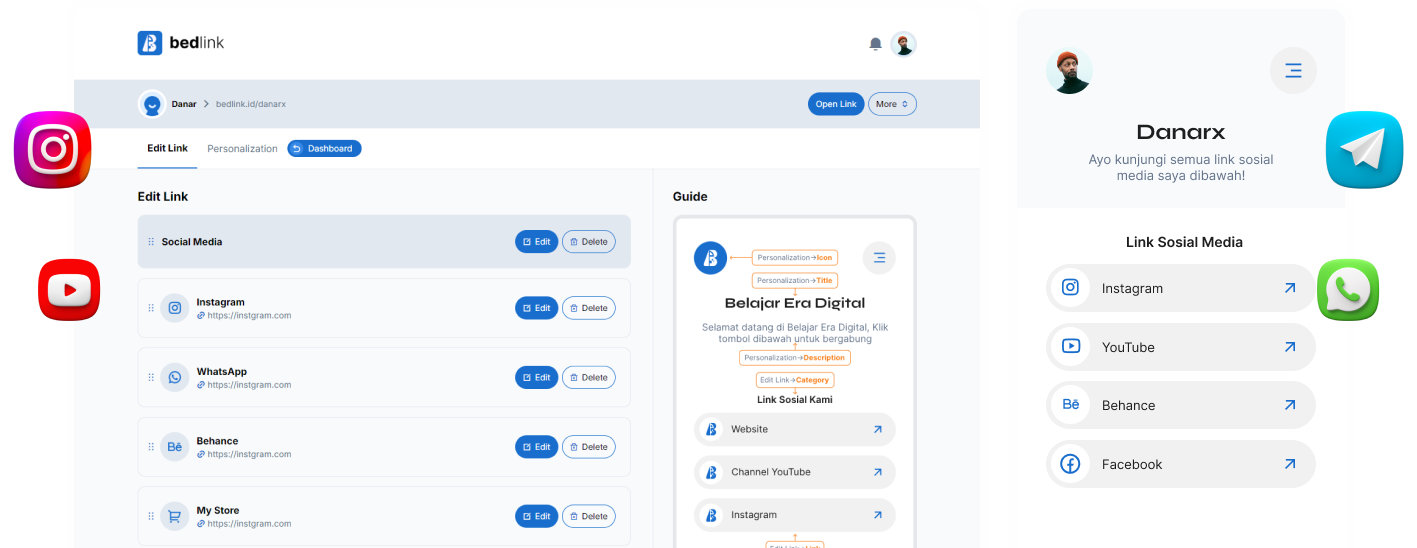 bedlink
Danar
bedlink.id/danarx
Open Link
More
Edit Link
Personalization
Dashboard
Edit Link
Social Media
Edit
Delete
Instagram
https://instgram.com
Edit
Delete
WhatsApp
https://instgram.com
Edit
Delete
Behance
https://instgram.com
Edit
Delete
My Store
https://instgram.com
Edit
Delete
Guide
Personalization→Icon
Personalization→Title
Belajar Era Digital
Selamat datang di Belajar Era Digital, Klik
tombol dibawah untuk bergabung
Personalization→Description
Edit Link→Category
Link Sosial Kami
Website
Channel YouTube
Instagram
Danarx
Ayo kunjungi semua link sosial
media saya dibawah!
Link Sosial Media
Instagram
YouTube
Bē
Behance
Facebook